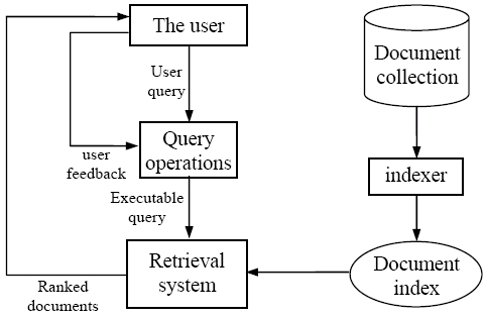 The user
User
query
user
feedback
Query
operations
Executable
query
Retrieval
system
Ranked
documents
Document
collection
indexer
Document
index